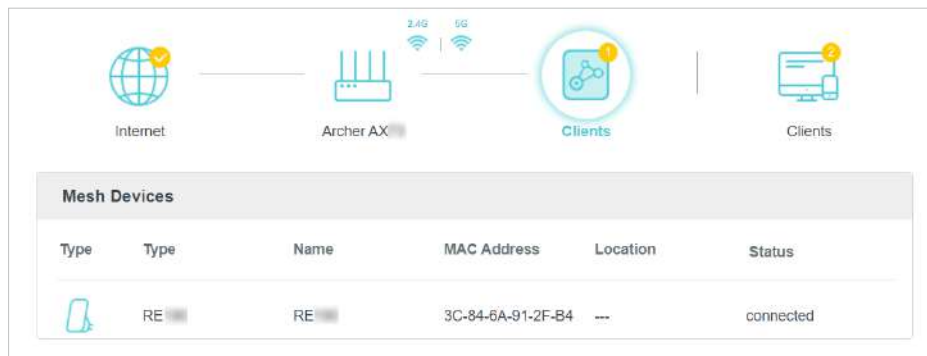 2.4G 5G
1
2
Internet
Archer AX
Clients
Clients
Mesh Devices
Type Type Name MAC Address Location Status
RE RE 3C-84-6A-91-2F-B4 --- connected